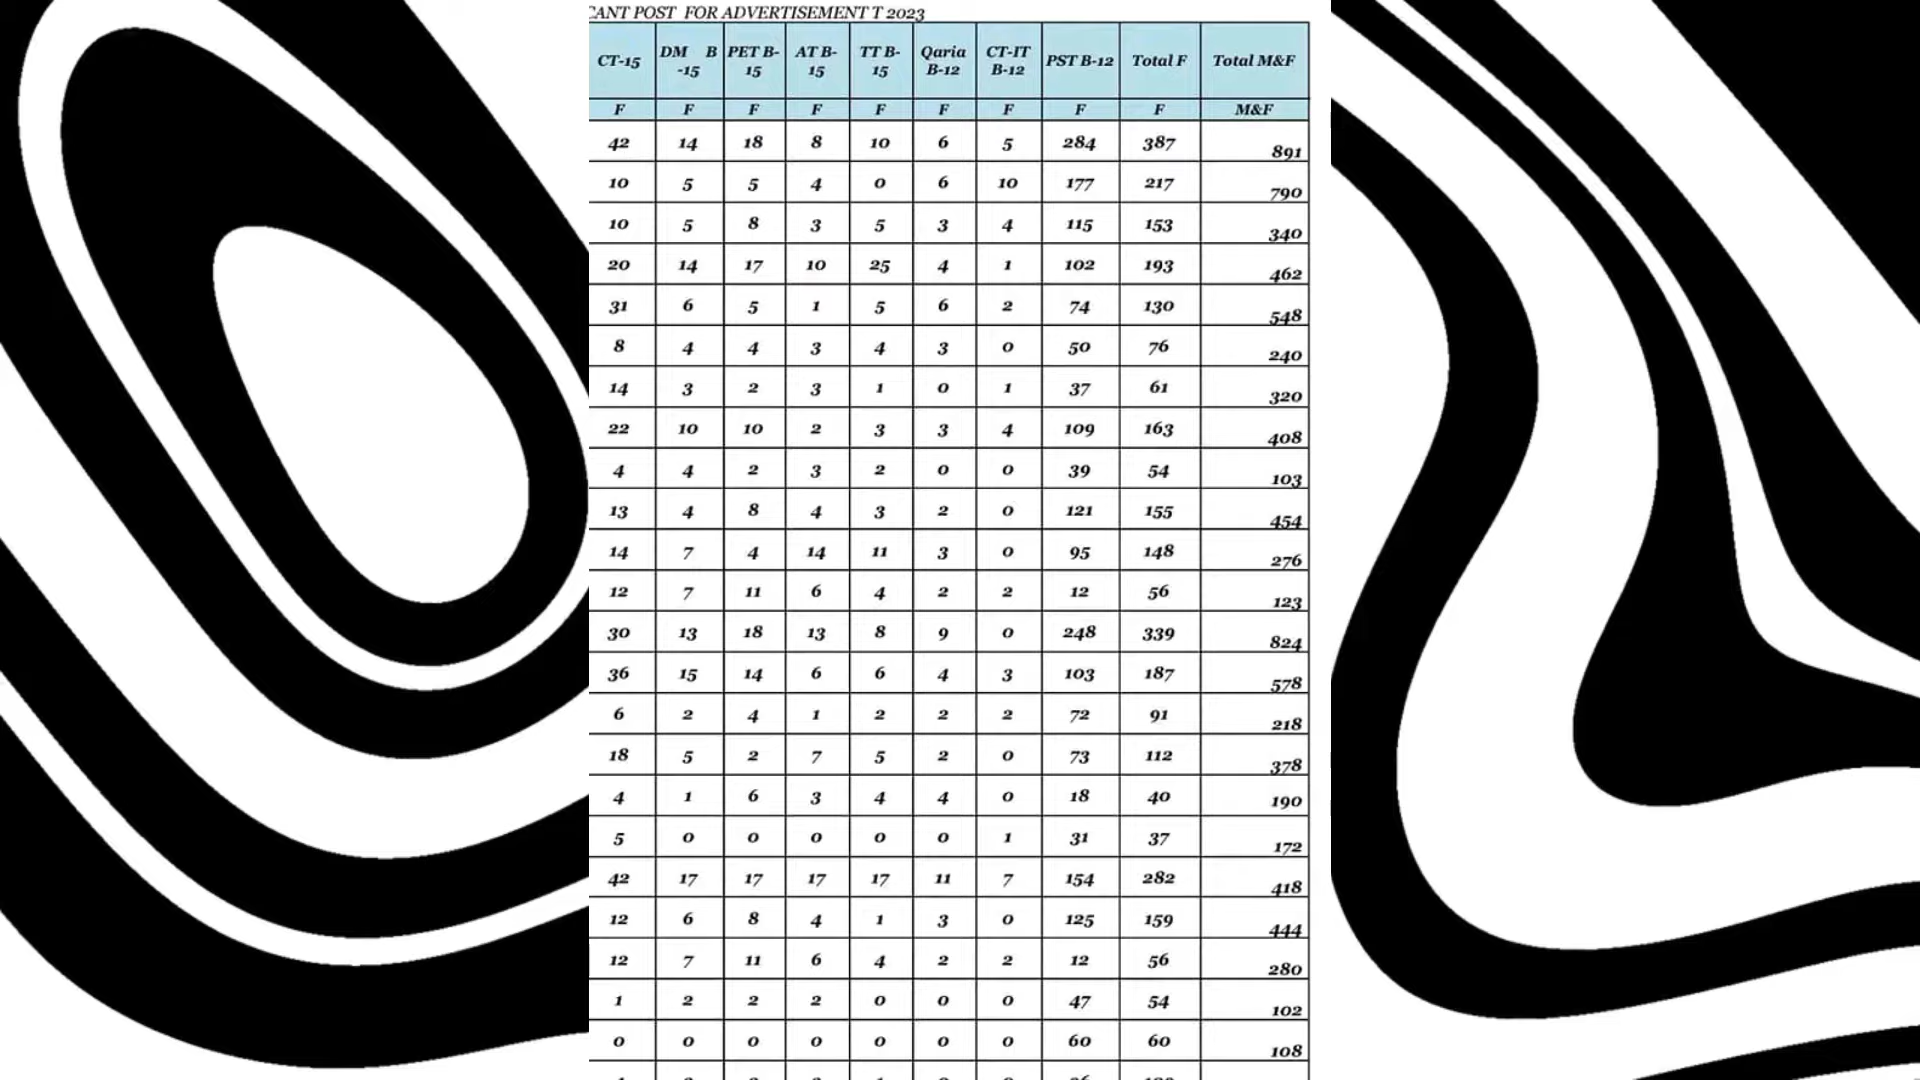 CANT POST FOR ADVERTISEMENT T 2023
CT-15 DM B -15 PET B-15 AT B-15 TT B-15 Qaria B-12 CT-IT B-12 PST B-12 Total F Total M&F
F F F F F F F F F M&F
42 14 18 8 10 6 5 284 387 891
10 5 5 4 0 6 10 177 217 790
10 5 8 3 5 3 4 115 153 340
20 14 17 10 25 4 1 102 193 462
31 6 5 1 5 6 2 74 130 548
8 4 4 3 4 3 0 50 76 240
14 3 2 3 1 0 1 37 61 320
22 10 10 2 3 3 4 109 163 408
4 4 2 3 2 0 0 39 54 103
13 4 8 4 3 2 0 121 155 454
14 7 4 14 11 3 0 95 148 276
12 7 11 6 4 2 2 12 56 123
30 13 18 13 8 9 0 248 339 824
36 15 14 6 6 4 3 103 187 578
6 2 4 1 2 2 2 72 91 218
18 5 2 7 5 2 0 73 112 378
4 1 6 3 4 4 0 18 40 190
5 0 0 0 0 0 1 31 37 172
42 17 17 17 17 11 7 154 282 418
12 6 8 4 1 3 0 125 159 444
12 7 11 6 4 2 2 12 56 280
1 2 2 2 0 0 0 47 54 102
0 0 0 0 0 0 0 60 60 108